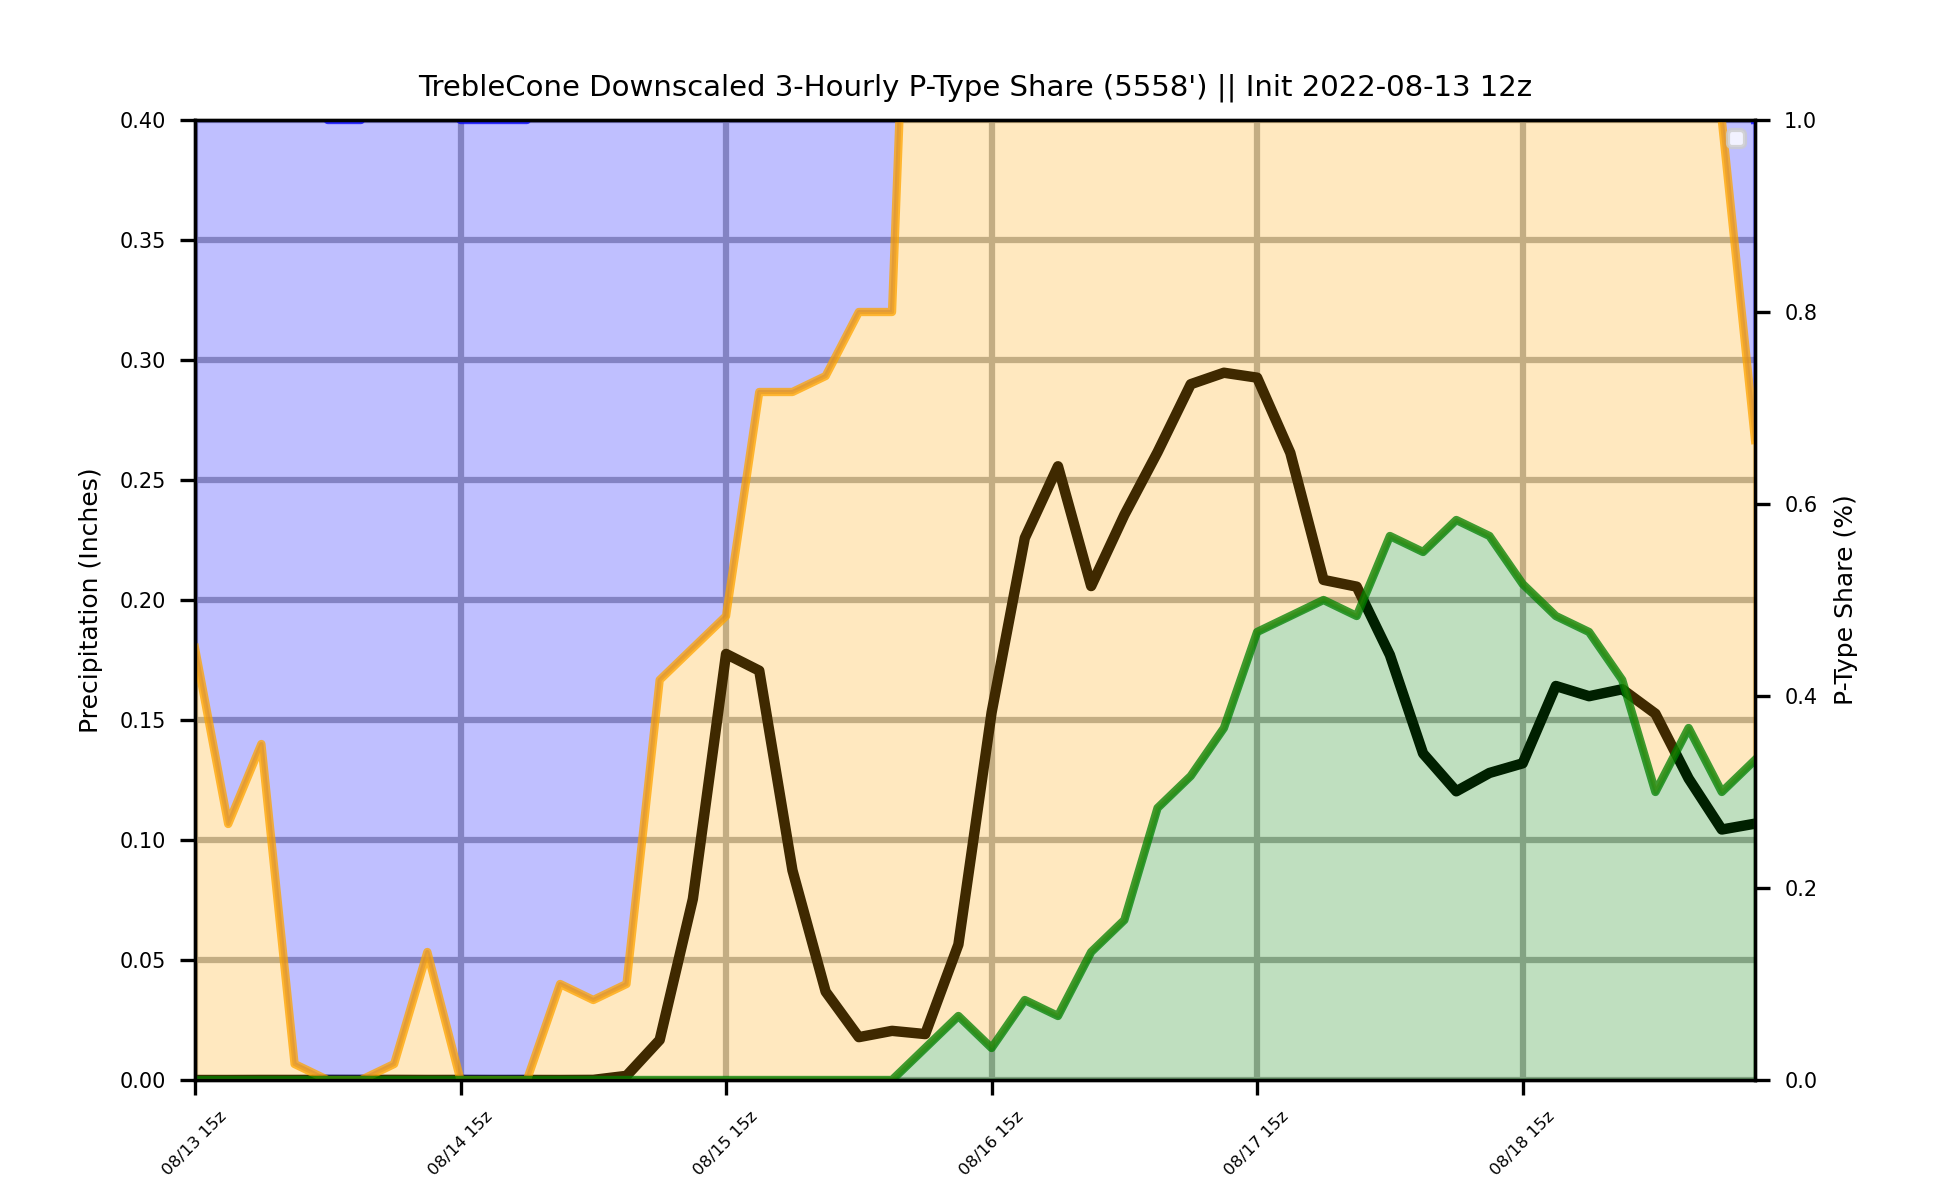 TrebleCone Downscaled 3-Hourly P-Type Share (5558') || Init 2022-08-13 12z
0.40
0.35
0.30
0.25
0.20
0.15
0.10
0.05
0.00
Precipitation (Inches)
1.0
0.8
0.6
0.4
0.2
0.0
P-Type Share (%)
08/13 15z
08/14 15z
08/15 15z
08/16 15z
08/17 15z
08/18 15z